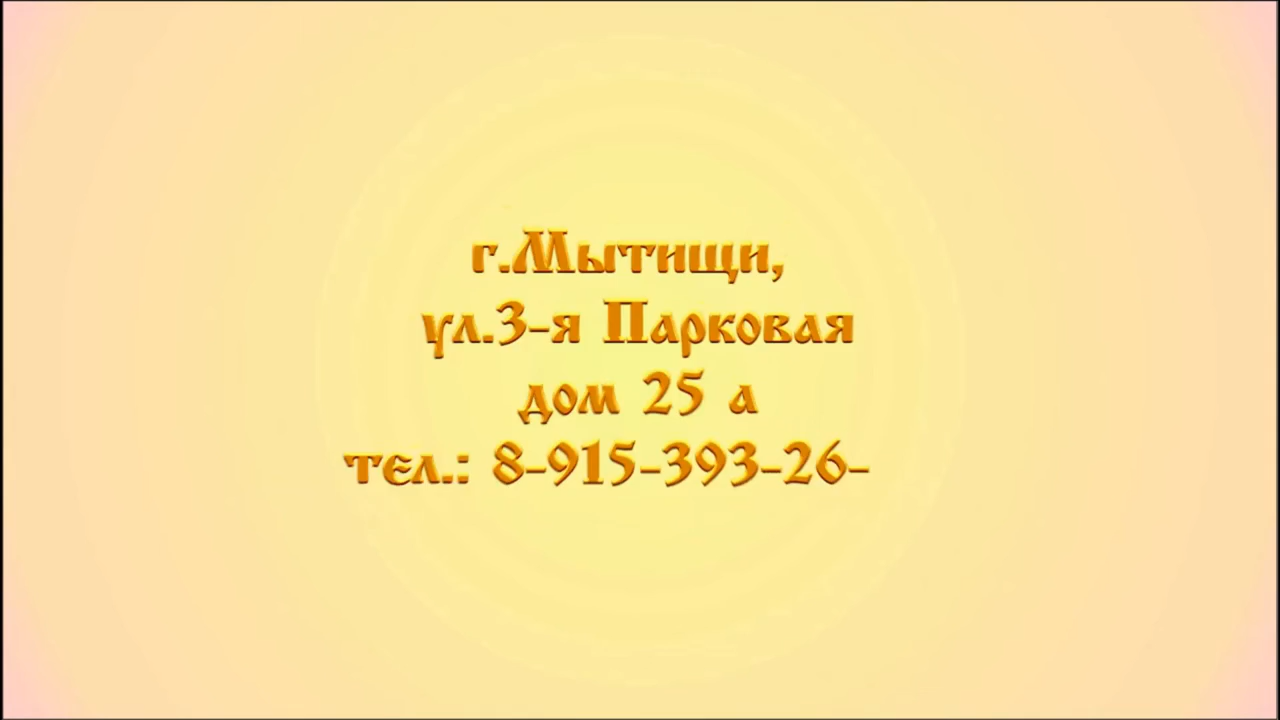 г.Мытищи,
ул.3-я Парковая
дом 25 а
тел.: 8-915-393-26-